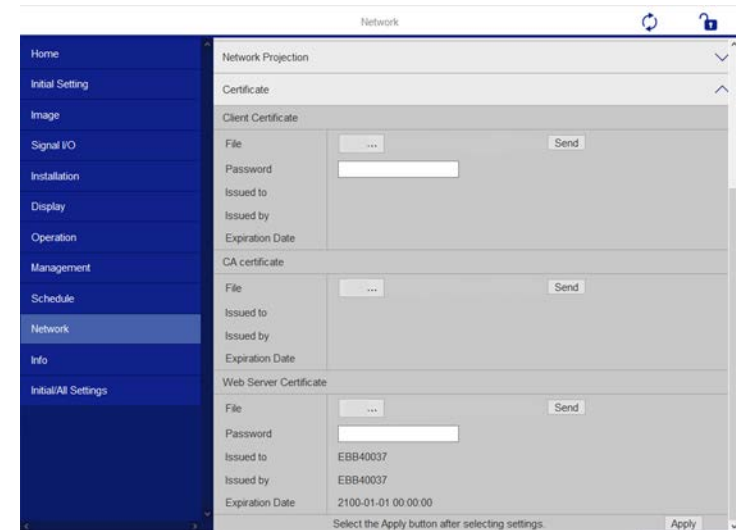 Network
Home
Initial Setting
Image
Signal I/O
Installation
Display
Operation
Management
Schedule
Network
Info
Initial/All Settings
Network Projection
Certificate
Client Certificate
File ... Send
Password
Issued to
Issued by
Expiration Date
CA certificate
File ... Send
Issued to
Issued by
Expiration Date
Web Server Certificate
File ... Send
Password
Issued to EBB40037
Issued by EBB40037
Expiration Date 2100-01-01 00:00:00
Select the Apply button after selecting settings. Apply